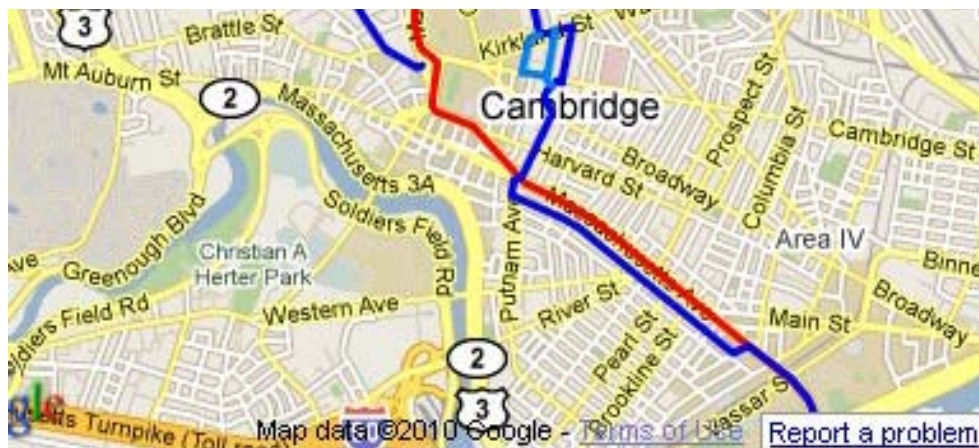 3
Brattle St
Kirkland St
Mt Auburn St
2
Cambridge
Prospect St
Columbia St
Cambridge St
Massachusetts 3A
Harvard St
Broadway
Soldiers Field Rd
Putnam Ave
Massachusetts Ave
Area IV
Greenough Blvd
Christian A
Herter Park
Western Ave
River St
Pearl St
Brookline St
Main St
Broadway
Soldiers Field Rd
2
3
Map data ©2010 Google - Terms of Use
Report a problem